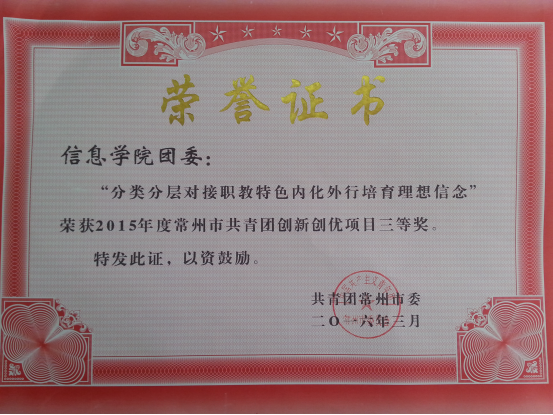 荣誉证书
信息学院团委：
“分类分层对接职教特色内化外行培育理想信念”
荣获2015年度常州市共青团创新创优项目三等奖。
特发此证，以资鼓励。
共青团常州市委
二〇一六年三月